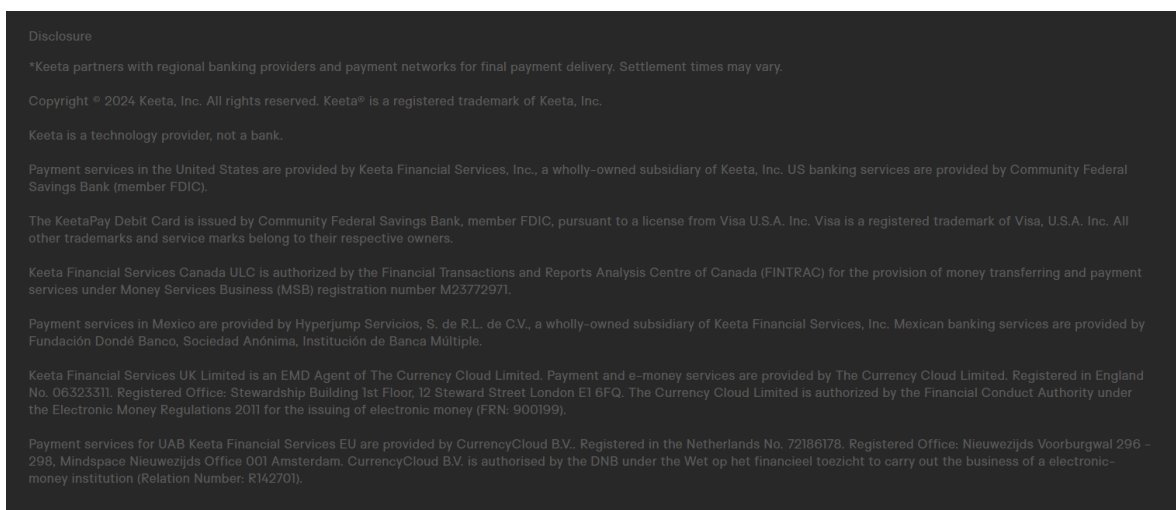 Disclosure
*Keeta partners with regional banking providers and payment networks for final payment delivery. Settlement times may vary.
Copyright © 2024 Keeta, Inc. All rights reserved. Keeta® is a registered trademark of Keeta, Inc.
Keeta is a technology provider, not a bank.
Payment services in the United States are provided by Keeta Financial Services, Inc., a wholly-owned subsidiary of Keeta, Inc. US banking services are provided by Community Federal
Savings Bank (member FDIC).
The KeetaPay Debit Card is issued by Community Federal Savings Bank, member FDIC, pursuant to a license from Visa U.S.A. Inc. Visa is a registered trademark of Visa, U.S.A. Inc. All
other trademarks and service marks belong to their respective owners.
Keeta Financial Services Canada ULC is authorized by the Financial Transactions and Reports Analysis Centre of Canada (FINTRAC) for the provision of money transferring and payment
services under Money Services Business (MSB) registration number M23772971.
Payment services in Mexico are provided by Hyperjump Servicios, S. de R.L. de C.V., a wholly-owned subsidiary of Keeta Financial Services, Inc. Mexican banking services are provided by
Fundación Dondé Banco, Sociedad Anónima, Institución de Banca Múltiple.
Keeta Financial Services UK Limited is an EMD Agent of The Currency Cloud Limited. Payment and e-money services are provided by The Currency Cloud Limited. Registered in England
No. 06323311. Registered Office: Stewardship Building 1st Floor, 12 Steward Street London E1 6FQ. The Currency Cloud Limited is authorized by the Financial Conduct Authority under
the Electronic Money Regulations 2011 for the issuing of electronic money (FRN: 900199).
Payment services for UAB Keeta Financial Services EU are provided by CurrencyCloud B.V.. Registered in the Netherlands No. 72186178. Registered Office: Nieuwezijds Voorburgwal 296 -
298, Mindspace Nieuwezijds Office 001 Amsterdam. CurrencyCloud B.V. is authorised by the DNB under the Wet op het financieel toezicht to carry out the business of a electronic-
money institution (Relation Number: R142701).